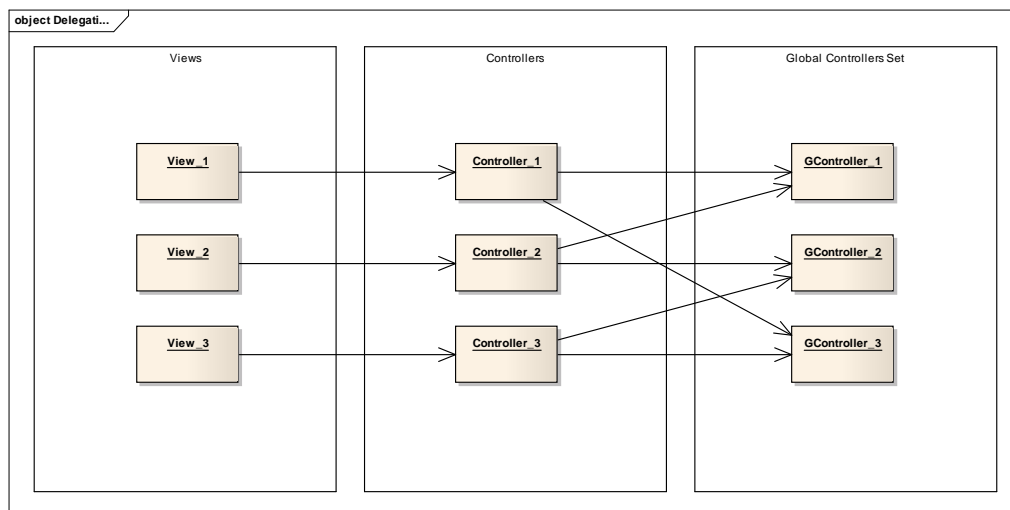 object Delegati...
Views
Controllers
Global Controllers Set
View_1
Controller_1
GController_1
View_2
Controller_2
GController_2
View_3
Controller_3
GController_3